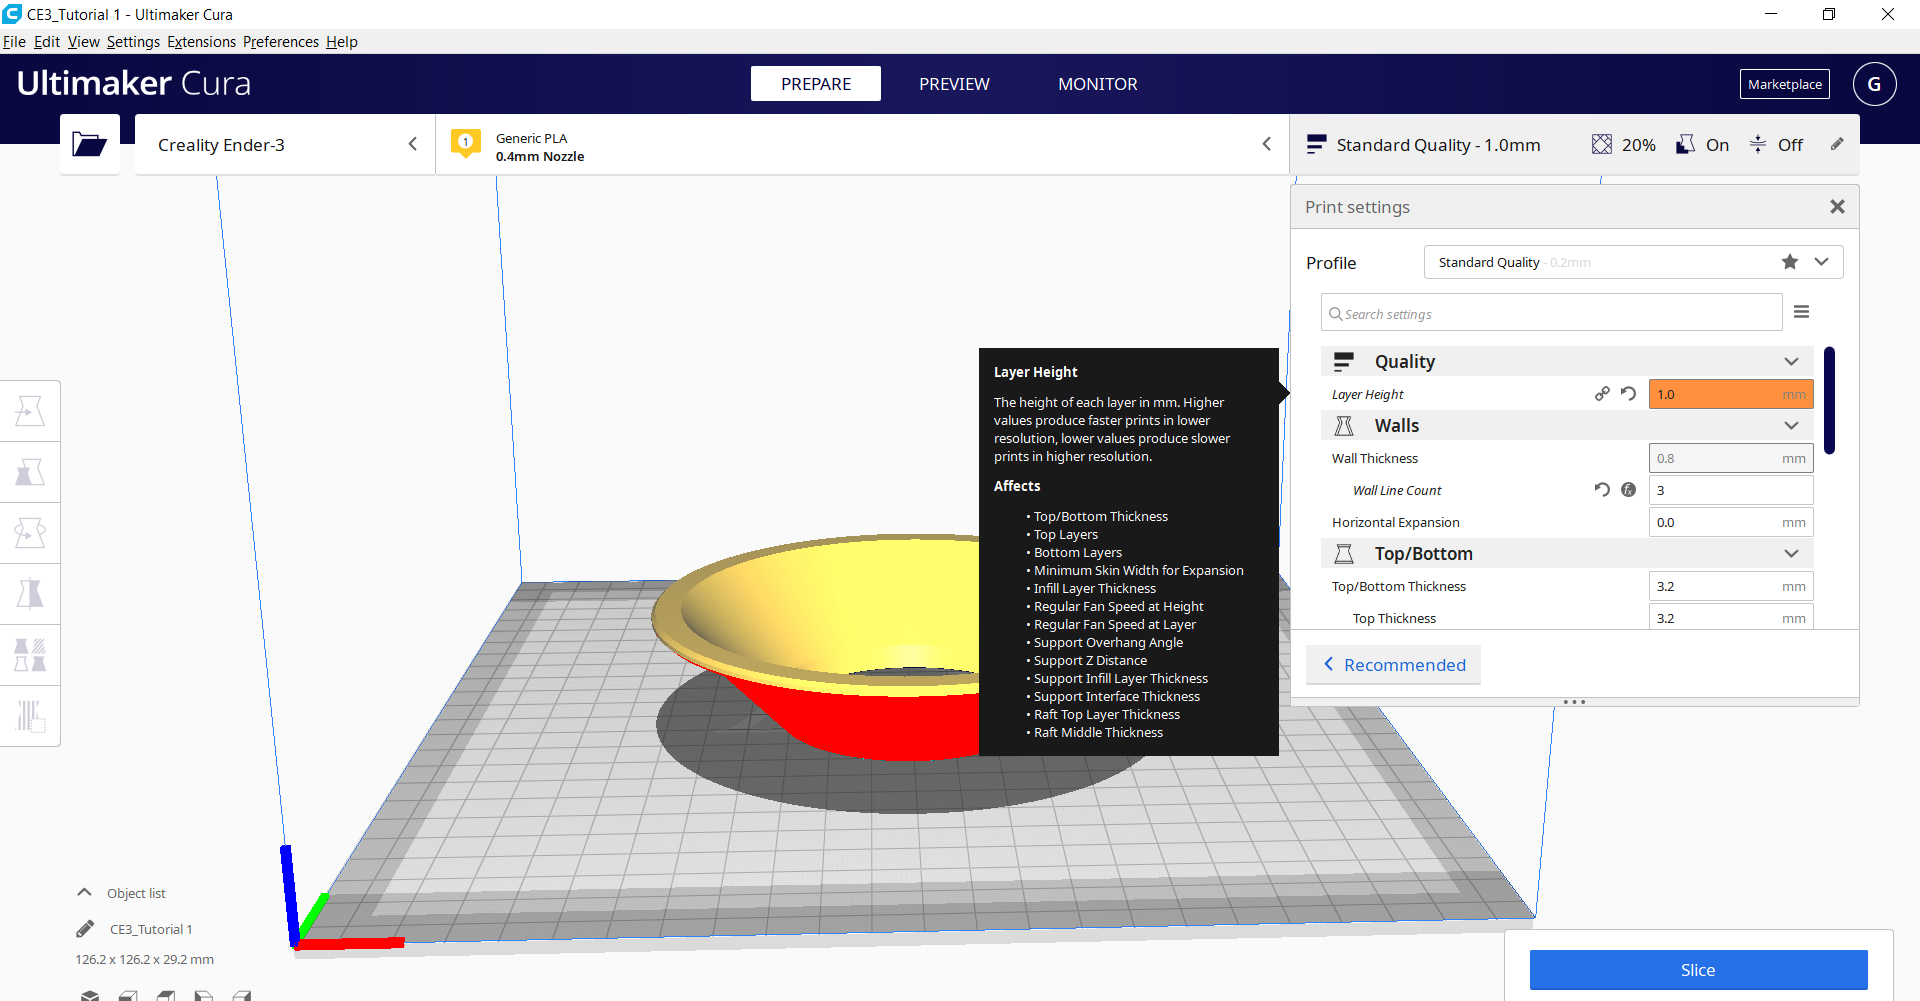 CE3_Tutorial 1 - Ultimaker Cura
File Edit View Settings Extensions Preferences Help
Ultimaker Cura
PREPARE
PREVIEW
MONITOR
Marketplace
G
Creality Ender-3
1
Generic PLA
0.4mm Nozzle
Standard Quality - 1.0mm
20%
On
Off
Print settings
Profile
Standard Quality - 0.2mm
Search settings
Quality
Layer Height
1.0 mm
Walls
Wall Thickness
0.8 mm
Wall Line Count
3
Horizontal Expansion
0.0 mm
Top/Bottom
Top/Bottom Thickness
3.2 mm
Top Thickness
3.2 mm
Recommended
Layer Height
The height of each layer in mm. Higher
values produce faster prints in lower
resolution, lower values produce slower
prints in higher resolution.
Affects
• Top/Bottom Thickness
• Top Layers
• Bottom Layers
• Minimum Skin Width for Expansion
• Infill Layer Thickness
• Regular Fan Speed at Height
• Regular Fan Speed at Layer
• Support Overhang Angle
• Support Z Distance
• Support Infill Layer Thickness
• Support Interface Thickness
• Raft Top Layer Thickness
• Raft Middle Thickness
Object list
CE3_Tutorial 1
126.2 x 126.2 x 29.2 mm
Slice